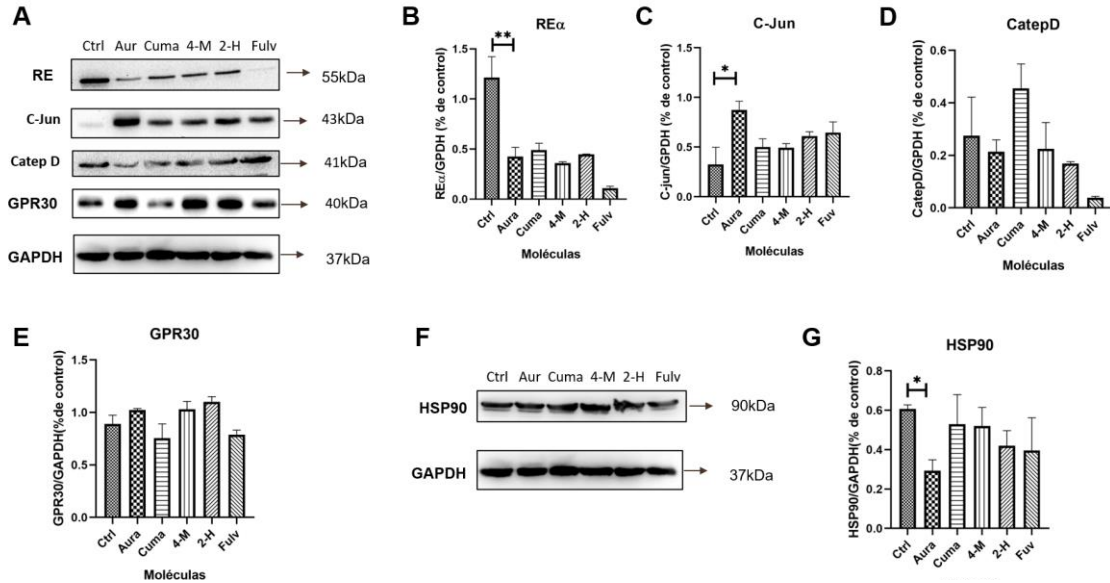 A
Ctrl Aur Cuma 4-M 2-H Fulv
RE 55kDa
C-Jun 43kDa
Catep D 41kDa
GPR30 40kDa
GAPDH 37kDa
B
REα
REα/GPDH (% de control)
1.5
1.0
0.5
0.0
**
Ctrl Aura Cuma 4-M 2-H Fulv
Moléculas
C
C-Jun
C-jun/GPDH (% de control)
1.5
1.0
0.5
0.0
*
Ctrl Aura Cuma 4-M 2-H Fuv
Moléculas
D
CatepD
CatepD/GPDH (% de control)
0.6
0.4
0.2
0.0
Ctrl Aura Cuma 4-M 2-H Fulv
Moléculas
E
GPR30
GPR30/GAPDH(%de control)
1.5
1.0
0.5
0.0
Ctrl Aura Cuma 4-M 2-H Fulv
Moléculas
F
Ctrl Aur Cuma 4-M 2-H Fulv
HSP90 90kDa
GAPDH 37kDa
G
HSP90
HSP90/GAPDH(% de control)
0.8
0.6
0.4
0.2
0.0
*
Ctrl Aura Cuma 4-M 2-H Fuv